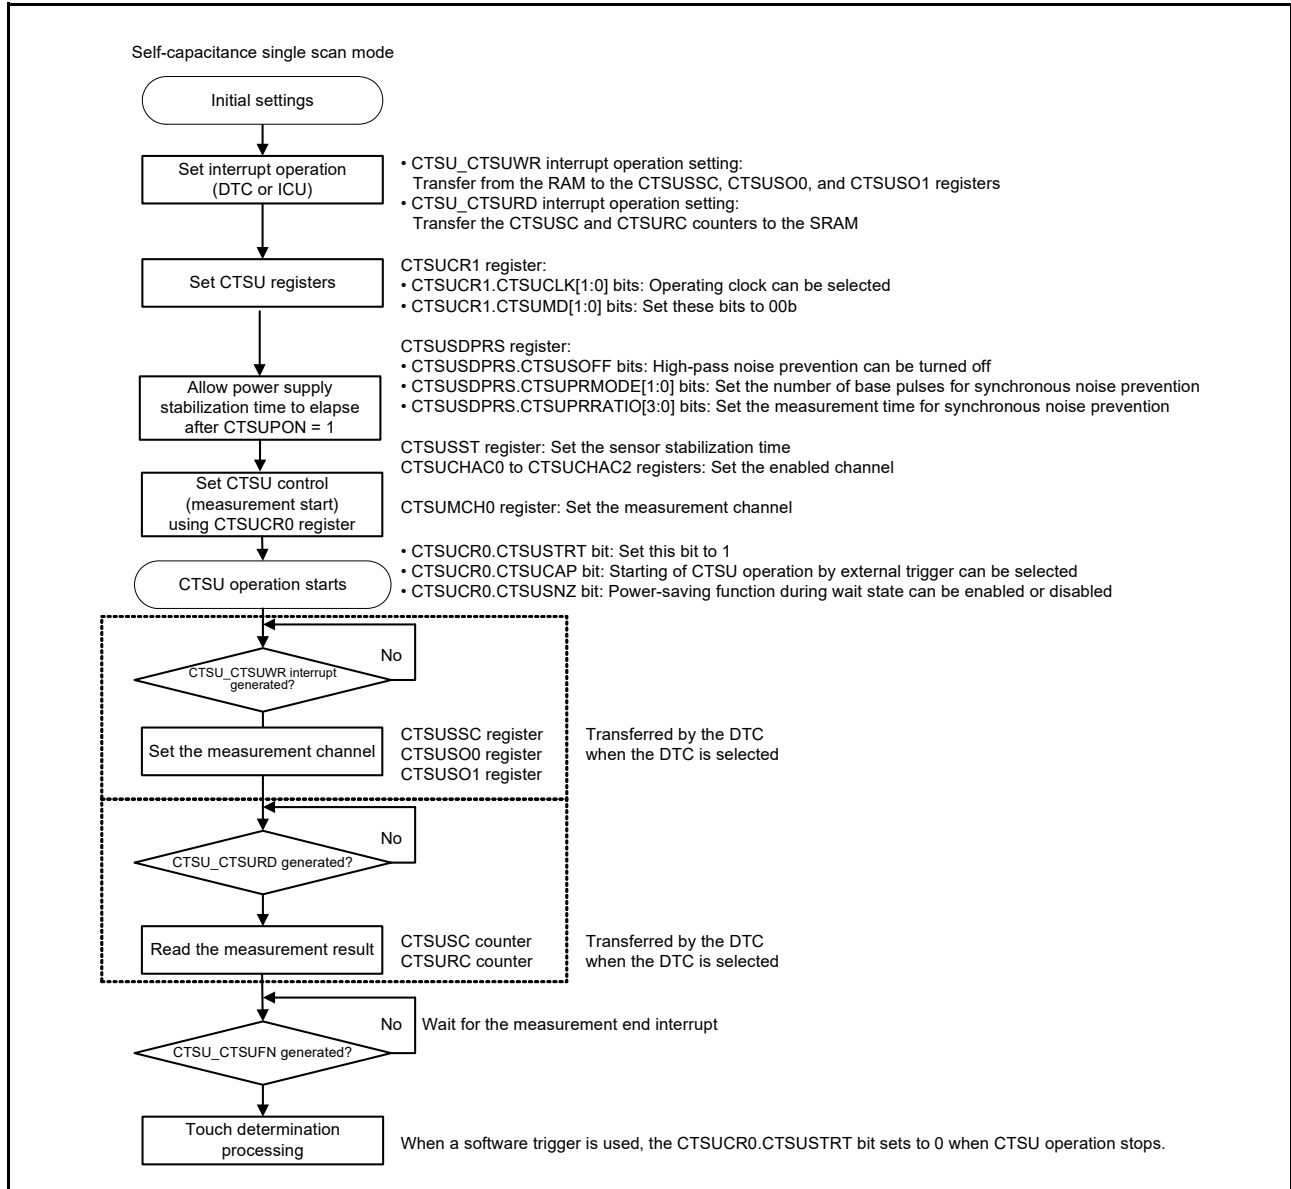 Self-capacitance single scan mode
Initial settings
Set interrupt operation
(DTC or ICU)
• CTSU_CTSUWR interrupt operation setting:
Transfer from the RAM to the CTSUSSC, CTSUSO0, and CTSUSO1 registers
• CTSU_CTSURD interrupt operation setting:
Transfer the CTSUSC and CTSURC counters to the SRAM
Set CTSU registers
CTSUCR1 register:
• CTSUCR1.CTSUCLK[1:0] bits: Operating clock can be selected
• CTSUCR1.CTSUMD[1:0] bits: Set these bits to 00b
CTSUSDPRS register:
• CTSUSDPRS.CTSUSOFF bits: High-pass noise prevention can be turned off
• CTSUSDPRS.CTSUPRMODE[1:0] bits: Set the number of base pulses for synchronous noise prevention
• CTSUSDPRS.CTSUPRRATIO[3:0] bits: Set the measurement time for synchronous noise prevention
Allow power supply
stabilization time to elapse
after CTSUPON = 1
CTSUSST register: Set the sensor stabilization time
CTSUCHAC0 to CTSUCHAC2 registers: Set the enabled channel
CTSUMCH0 register: Set the measurement channel
Set CTSU control
(measurement start)
using CTSUCR0 register
• CTSUCR0.CTSUSTRT bit: Set this bit to 1
• CTSUCR0.CTSUCAP bit: Starting of CTSU operation by external trigger can be selected
• CTSUCR0.CTSUSNZ bit: Power-saving function during wait state can be enabled or disabled
CTSU operation starts
No
CTSU_CTSUWR interrupt
generated?
Set the measurement channel
CTSUSSC register
CTSUSO0 register
CTSUSO1 register
Transferred by the DTC
when the DTC is selected
No
CTSU_CTSURD generated?
Read the measurement result
CTSUSC counter
CTSURC counter
Transferred by the DTC
when the DTC is selected
No
Wait for the measurement end interrupt
CTSU_CTSUFN generated?
Touch determination
processing
When a software trigger is used, the CTSUCR0.CTSUSTRT bit sets to 0 when CTSU operation stops.